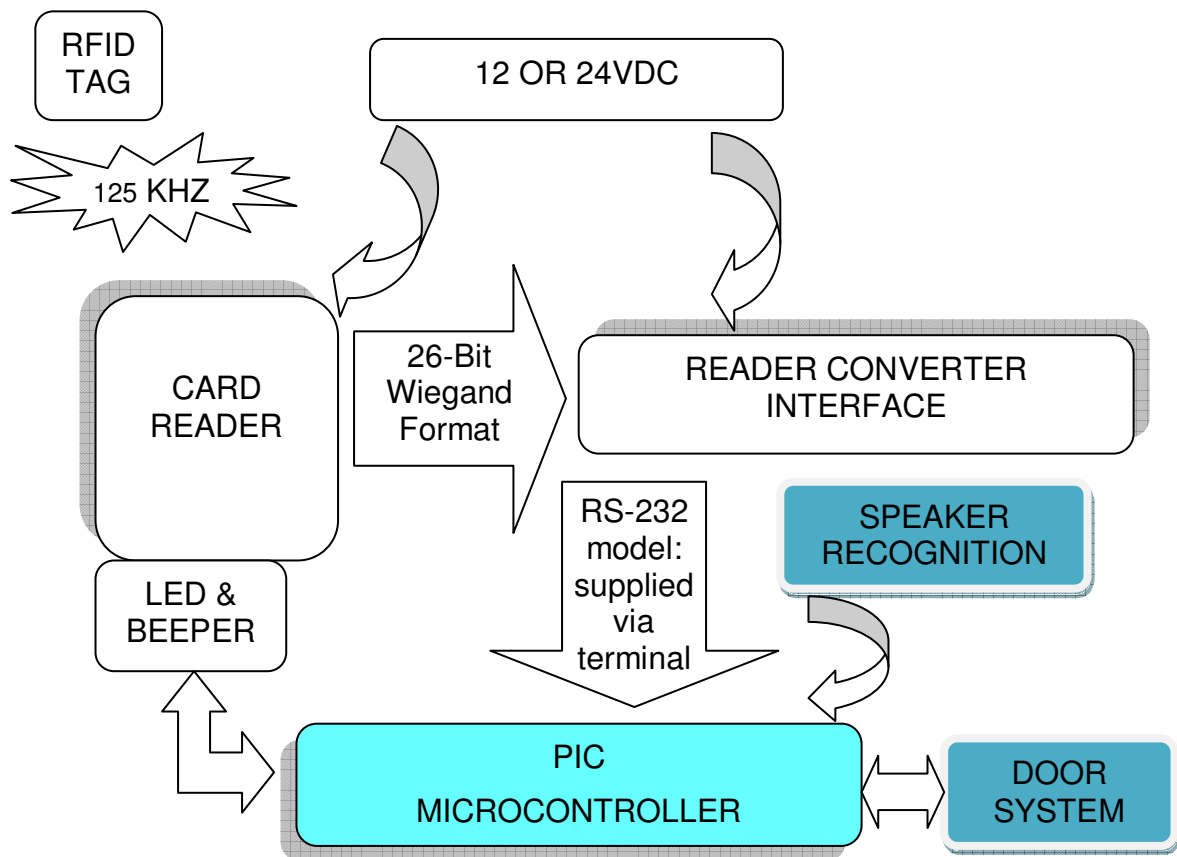 RFID
TAG
12 OR 24VDC
125 KHZ
CARD
READER
26-Bit
Wiegand
Format
READER CONVERTER
INTERFACE
RS-232
model:
supplied
via
terminal
SPEAKER
RECOGNITION
LED &
BEEPER
PIC
MICROCONTROLLER
DOOR
SYSTEM